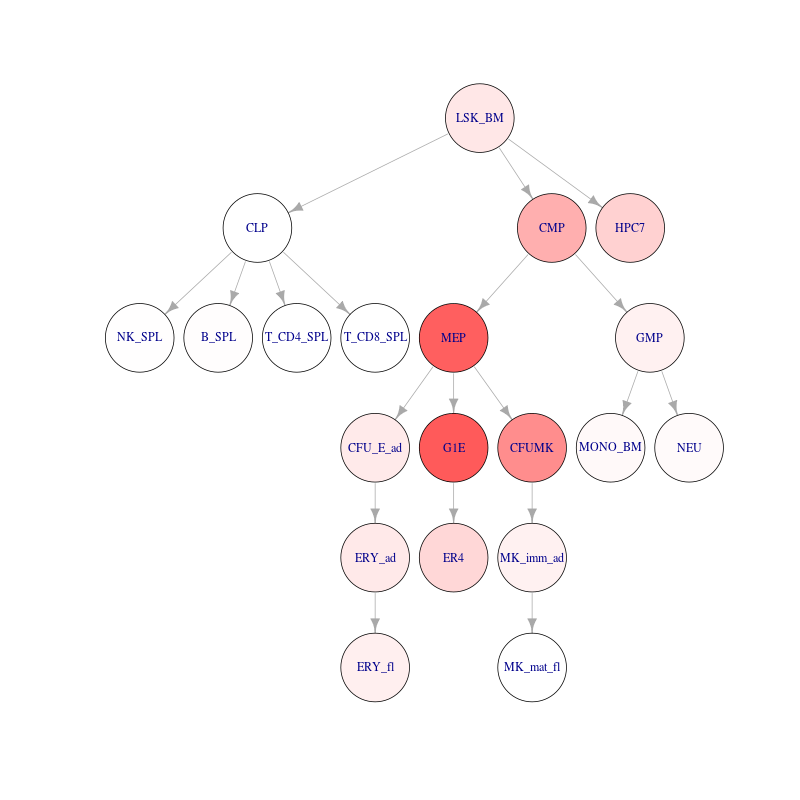 LSK_BM
CLP
CMP
HPC7
NK_SPL
B_SPL
T_CD4_SPL
T_CD8_SPL
MEP
GMP
CFU_E_ad
G1E
CFUMK
MONO_BM
NEU
ERY_ad
ER4
MK_imm_ad
ERY_fl
MK_mat_fl